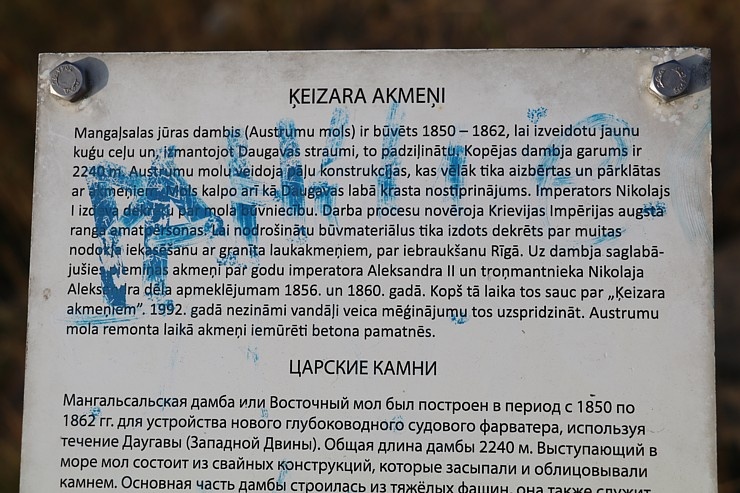 ĶEIZARA AKMEŅI
Mangaļsalas jūras dambis (Austrumu mols) ir būvēts 1850 – 1862, lai izveidotu jaunu
kuģu ceļu un, izmantojot Daugavas straumi, to padziļinātu. Kopējas dambja garums ir
2240 m. Austrumu molu veidoja pāļu konstrukcijas, kas vēlāk tika aizbērtas un pārklātas
ar akmeņiem. Mols kalpo arī kā Daugavas labā krasta nostiprinājums. Imperators Nikolajs
I izdeva dekrētu par mola būvniecību. Darba procesu novēroja Krievijas Impērijas augstā
ranga amatpersonas. Lai nodrošinātu būvmateriālus tika izdots dekrēts par muitas
nodokļa iekasēšanu ar granīta laukakmeņiem, par iebraukšanu Rīgā. Uz dambja saglabā-
jušies piemiņas akmeņi par godu imperatora Aleksandra II un troņmantnieka Nikolaja
Aleksandra dēla apmeklējumam 1856. un 1860. gadā. Kopš tā laika tos sauc par „Ķeizara
akmeņiem”. 1992. gadā nezināmi vandāļi veica mēģinājumu tos uzspridzināt. Austrumu
mola remonta laikā akmeņi iemūrēti betona pamatnēs.
ЦАРСКИЕ КАМНИ
Мангальсальская дамба или Восточный мол был построен в период с 1850 по
1862 гг. для устройства нового глубоководного судового фарватера, используя
течение Даугавы (Западной Двины). Общая длина дамбы 2240 м. Выступающий в
море мол состоит из свайных конструкций, которые засыпали и облицовывали
камнем. Основная часть дамбы строилась из тяжёлых фашин, она также служит